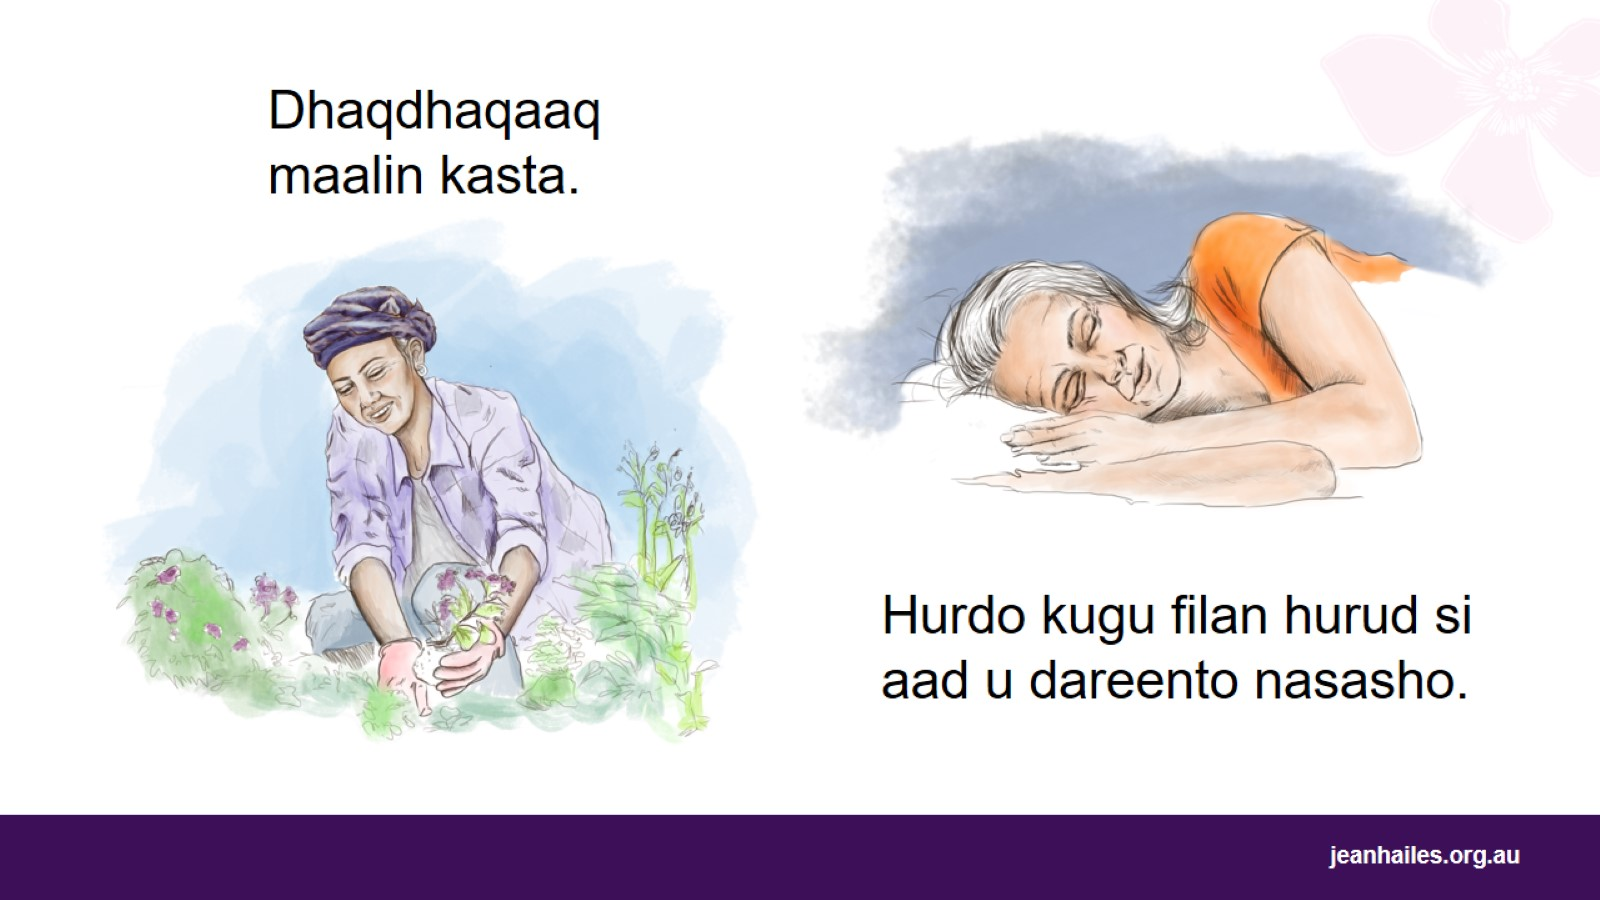 Dhaqdhaqaaq
maalin kasta.
Hurdo kugu filan hurud si
aad u dareento nasasho.
jeanhailes.org.au